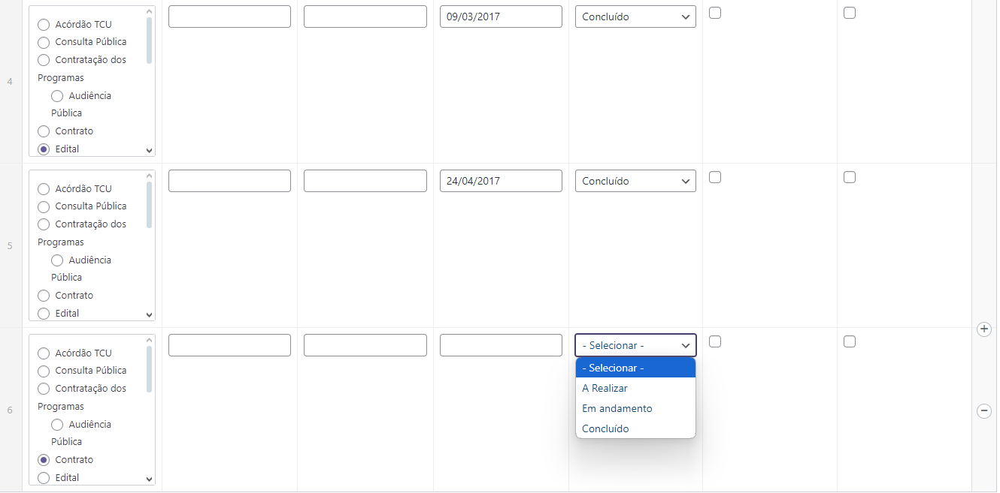 4
Acórdão TCU
Consulta Pública
Contratação dos
Programas
Audiência
Pública
Contrato
Edital
09/03/2017
Concluído
5
Acórdão TCU
Consulta Pública
Contratação dos
Programas
Audiência
Pública
Contrato
Edital
24/04/2017
Concluído
6
Acórdão TCU
Consulta Pública
Contratação dos
Programas
Audiência
Pública
Contrato
Edital
- Selecionar -
- Selecionar -
A Realizar
Em andamento
Concluído